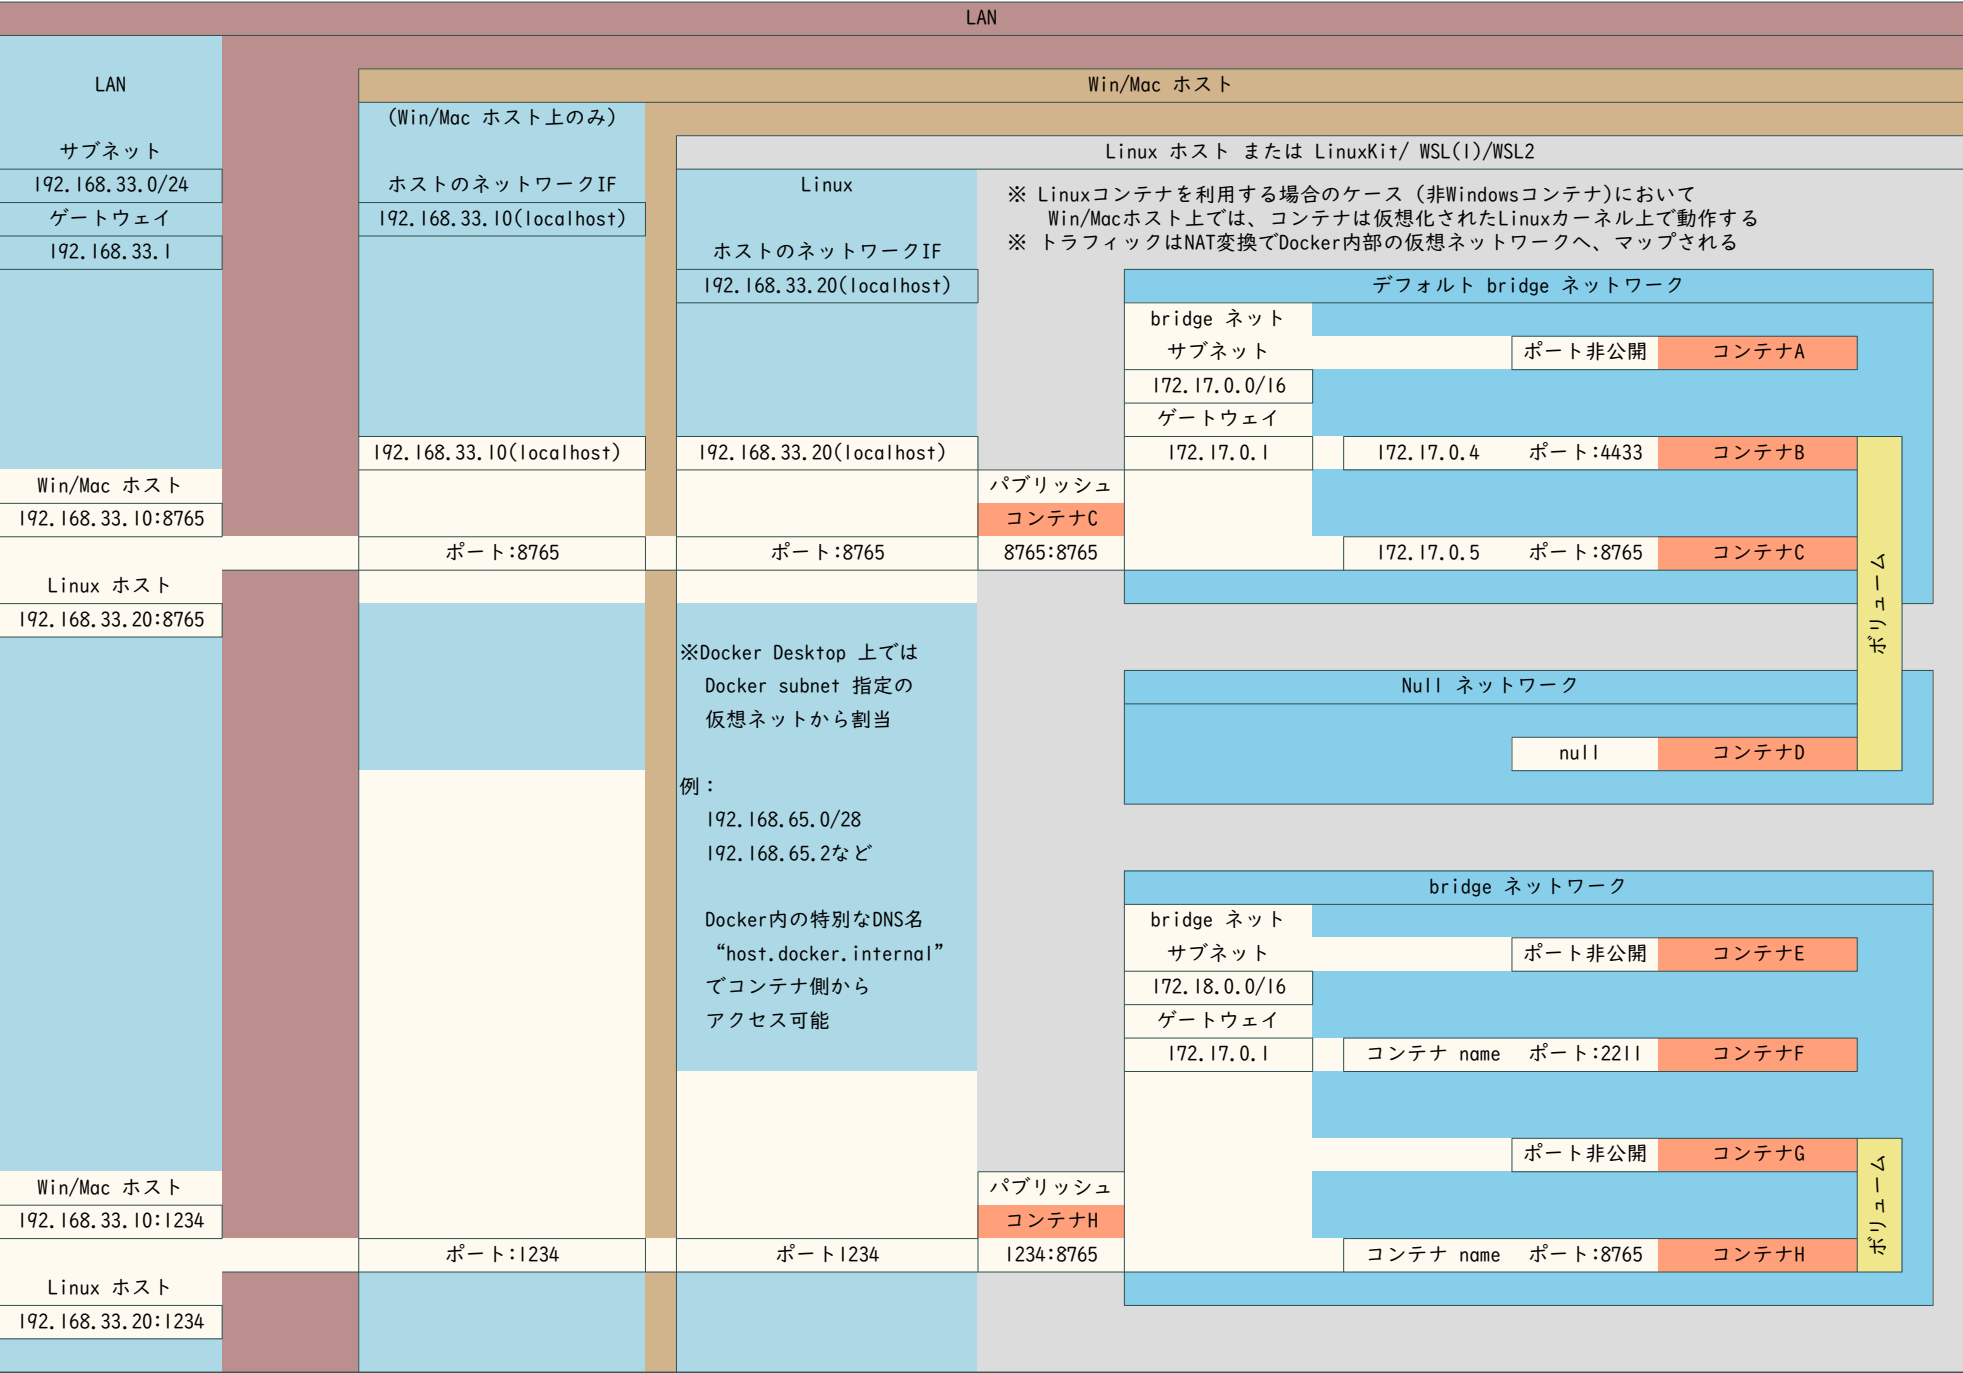 LAN
LAN
サブネット
192.168.33.0/24
ゲートウェイ
192.168.33.1
Win/Mac ホスト
192.168.33.10:8765
Linux ホスト
192.168.33.20:8765
Win/Mac ホスト
192.168.33.10:1234
Linux ホスト
192.168.33.20:1234
Win/Mac ホスト
(Win/Mac ホスト上のみ)
ホストのネットワークIF
192.168.33.10(localhost)
192.168.33.10(localhost)
ポート:8765
ポート:1234
Linux ホスト または LinuxKit/ WSL(1)/WSL2
Linux
ホストのネットワークIF
192.168.33.20(localhost)
192.168.33.20(localhost)
ポート:8765
※Docker Desktop 上では
Docker subnet 指定の
仮想ネットから割当
例：
192.168.65.0/28
192.168.65.2など
Docker内の特別なDNS名
“host.docker.internal”
でコンテナ側から
アクセス可能
ポート1234
※ Linuxコンテナを利用する場合のケース (非Windowsコンテナ)において
Win/Macホスト上では、コンテナは仮想化されたLinuxカーネル上で動作する
※ トラフィックはNAT変換でDocker内部の仮想ネットワークへ、マップされる
パブリッシュ
コンテナC
8765:8765
パブリッシュ
コンテナH
1234:8765
デフォルト bridge ネットワーク
bridge ネット
サブネット
172.17.0.0/16
ゲートウェイ
172.17.0.1
ポート非公開 コンテナA
172.17.0.4 ポート:4433 コンテナB
172.17.0.5 ポート:8765 コンテナC
ボリューム
Null ネットワーク
null コンテナD
bridge ネットワーク
bridge ネット
サブネット
172.18.0.0/16
ゲートウェイ
172.17.0.1
ポート非公開 コンテナE
コンテナ name ポート:2211 コンテナF
ポート非公開 コンテナG
コンテナ name ポート:8765 コンテナH
ボリューム